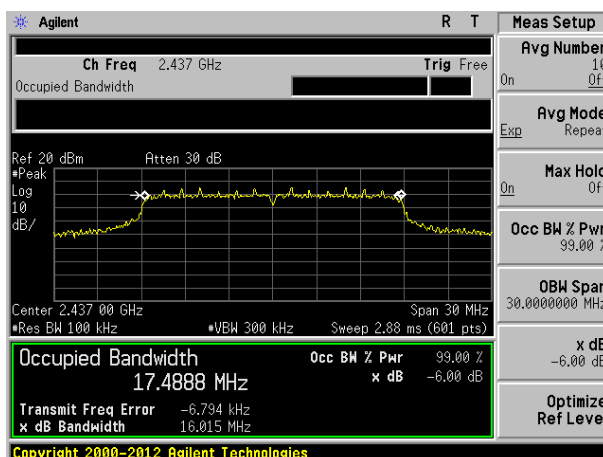 Agilent R T
Ch Freq 2.437 GHz Trig Free
Occupied Bandwidth
Ref 20 dBm Atten 30 dB
#Peak
Log
10
dB/
Center 2.437 00 GHz Span 30 MHz
#Res BW 100 kHz #VBW 300 kHz Sweep 2.88 ms (601 pts)
Occupied Bandwidth
17.4888 MHz
Occ BW % Pwr 99.00 %
x dB -6.00 dB
Transmit Freq Error -6.794 kHz
x dB Bandwidth 16.015 MHz
Copyright 2000-2012 Agilent Technologies
Meas Setup
Avg Number
10
On Of
Avg Mode
Exp Repea
Max Hold
On Of
Occ BW % Pwr
99.00 %
OBW Span
30.0000000 MHz
x dB
-6.00 dB
Optimize
Ref Leve